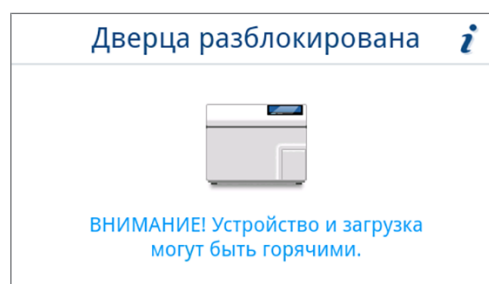 Дверца разблокирована
ВНИМАНИЕ! Устройство и загрузка
могут быть горячими.